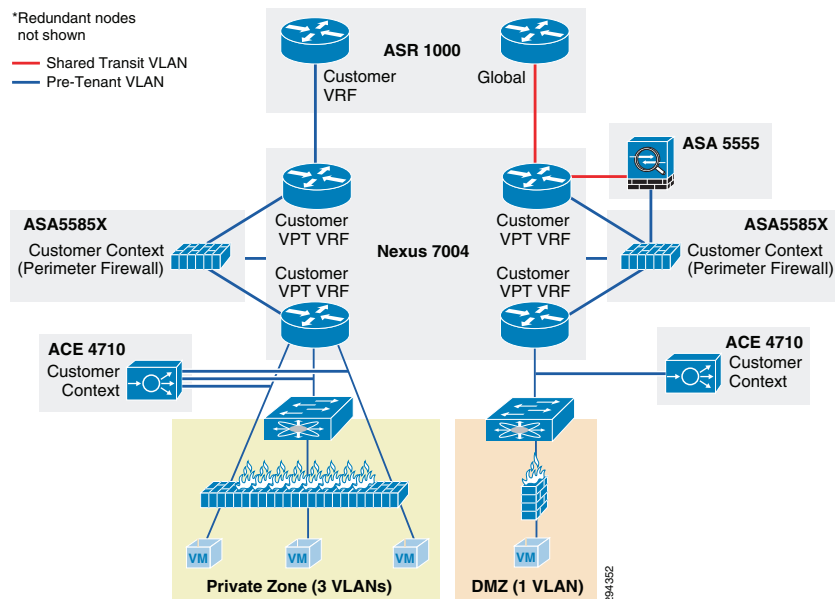 *Redundant nodes
not shown
Shared Transit VLAN
Pre-Tenant VLAN
ASR 1000
Customer
VRF
Global
ASA 5555
ASA5585X
Customer Context
(Perimeter Firewall)
Customer
VPT VRF
Nexus 7004
Customer
VPT VRF
Customer
VPT VRF
Customer
VPT VRF
ASA5585X
Customer Context
(Perimeter Firewall)
ACE 4710
Customer
Context
ACE 4710
Customer
Context
VM
VM
VM
VM
Private Zone (3 VLANs)
DMZ (1 VLAN)
294352